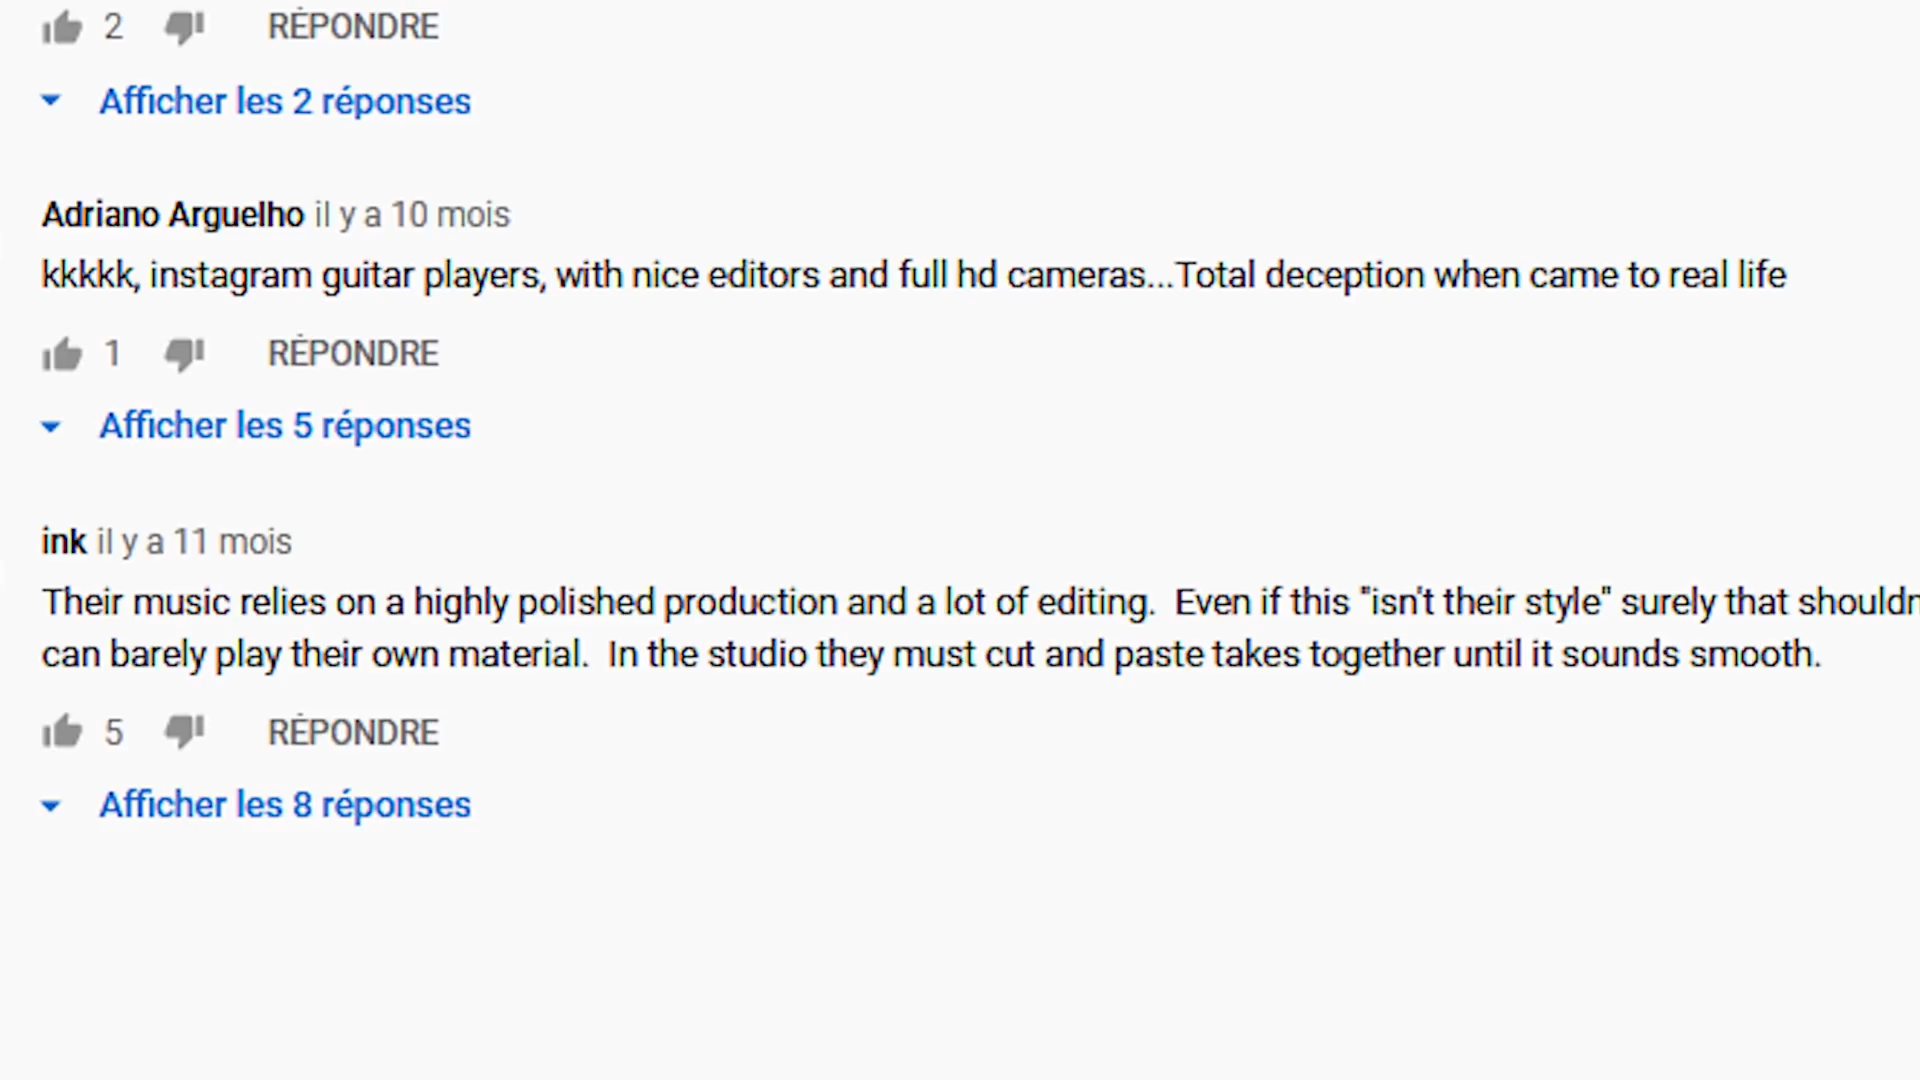 2 RÉPONDRE
Afficher les 2 réponses
Adriano Arguelho il y a 10 mois
kkkkk, instagram guitar players, with nice editors and full hd cameras...Total deception when came to real life
1 RÉPONDRE
Afficher les 5 réponses
ink il y a 11 mois
Their music relies on a highly polished production and a lot of editing.  Even if this "isn't their style" surely that shouldn
can barely play their own material.  In the studio they must cut and paste takes together until it sounds smooth.
5 RÉPONDRE
Afficher les 8 réponses